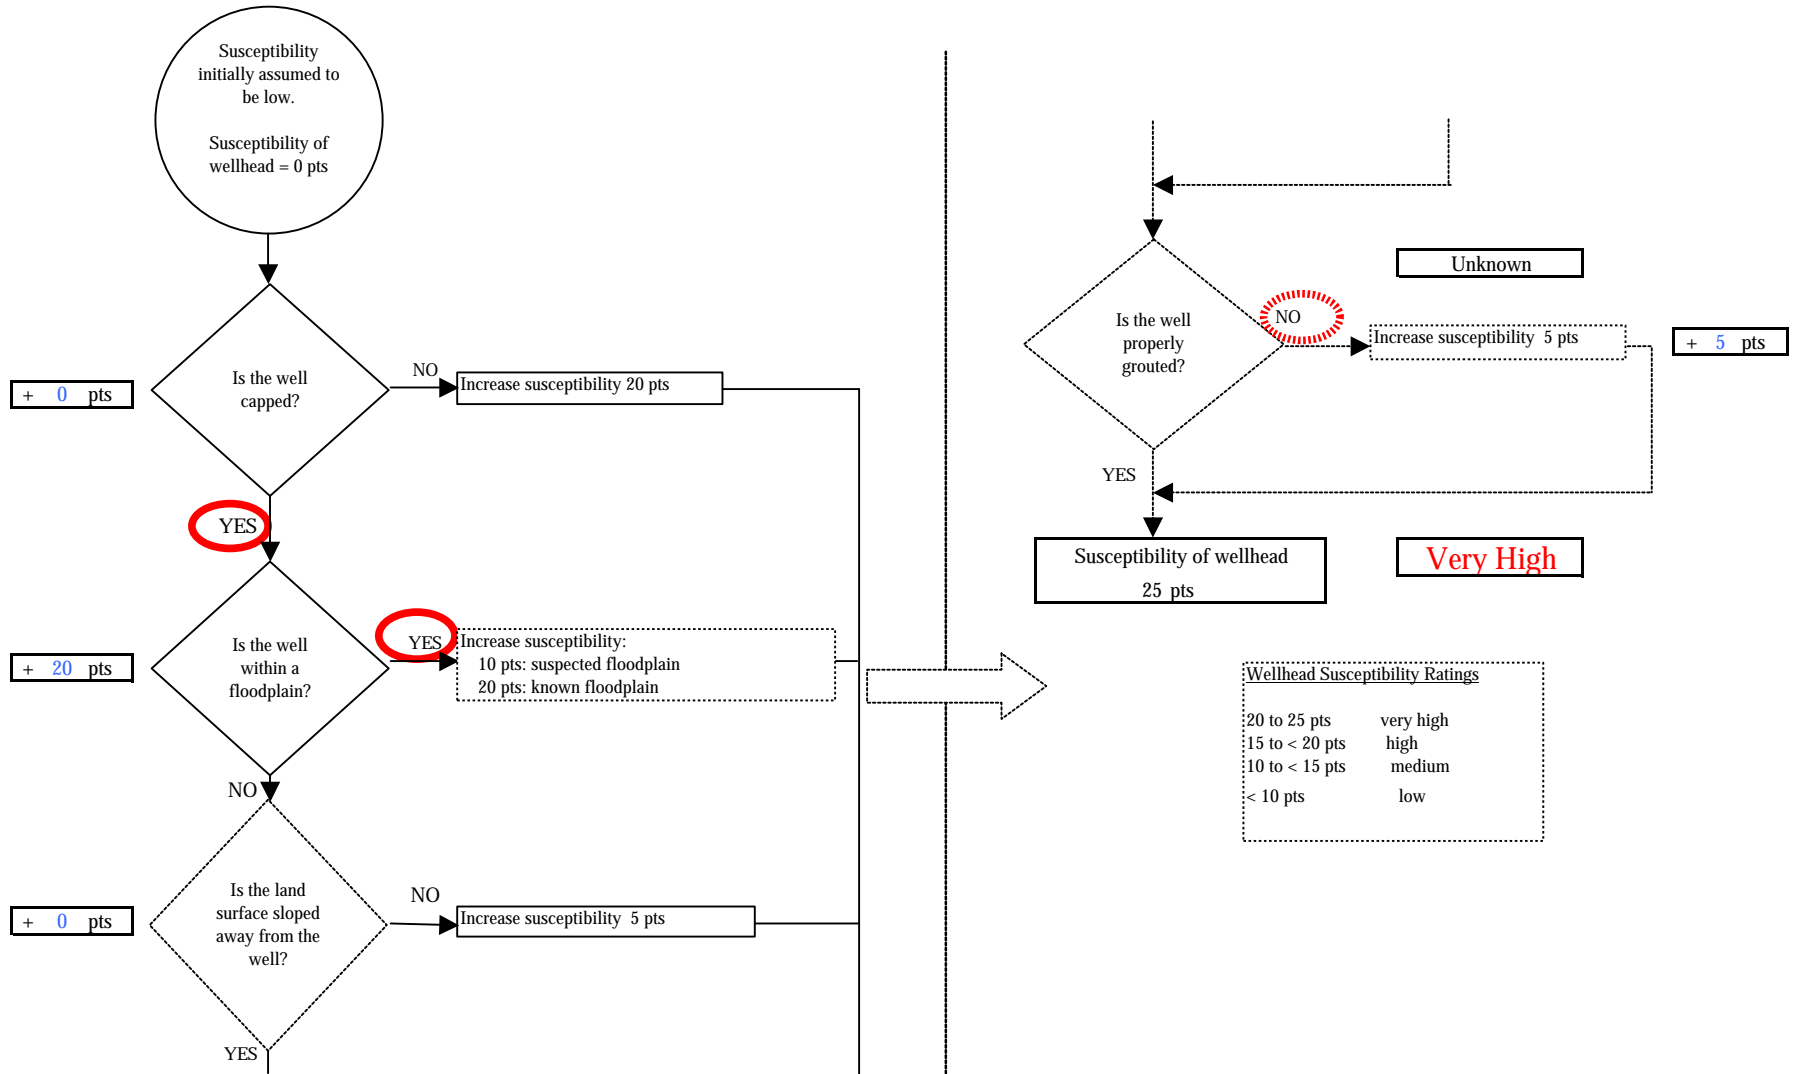 Susceptibility
initially assumed to
be low.
Susceptibility of
wellhead = 0 pts
+ 0 pts
Is the well
capped?
NO
Increase susceptibility 20 pts
YES
+ 20 pts
Is the well
within a
floodplain?
YES
Increase susceptibility:
10 pts: suspected floodplain
20 pts: known floodplain
NO
+ 0 pts
Is the land
surface sloped
away from the
well?
NO
Increase susceptibility 5 pts
YES
Unknown
Is the well
properly
grouted?
NO
Increase susceptibility 5 pts
+ 5 pts
YES
Susceptibility of wellhead
25 pts
Very High
Wellhead Susceptibility Ratings
20 to 25 pts very high
15 to < 20 pts high
10 to < 15 pts medium
< 10 pts low